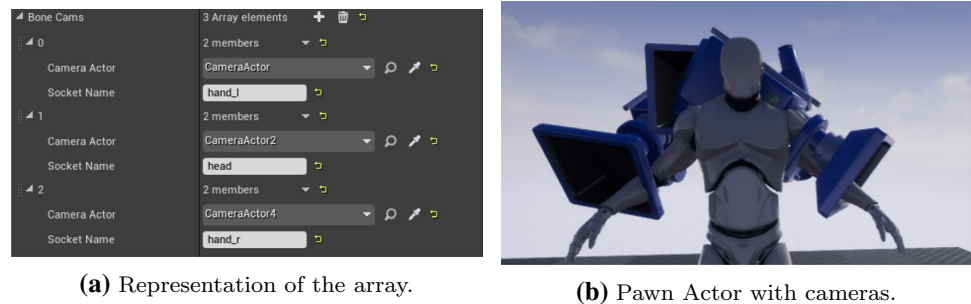 Bone Cams 3 Array elements
0 2 members
Camera Actor CameraActor
Socket Name hand_l
1 2 members
Camera Actor CameraActor2
Socket Name head
2 2 members
Camera Actor CameraActor4
Socket Name hand_r
(a) Representation of the array.
(b) Pawn Actor with cameras.